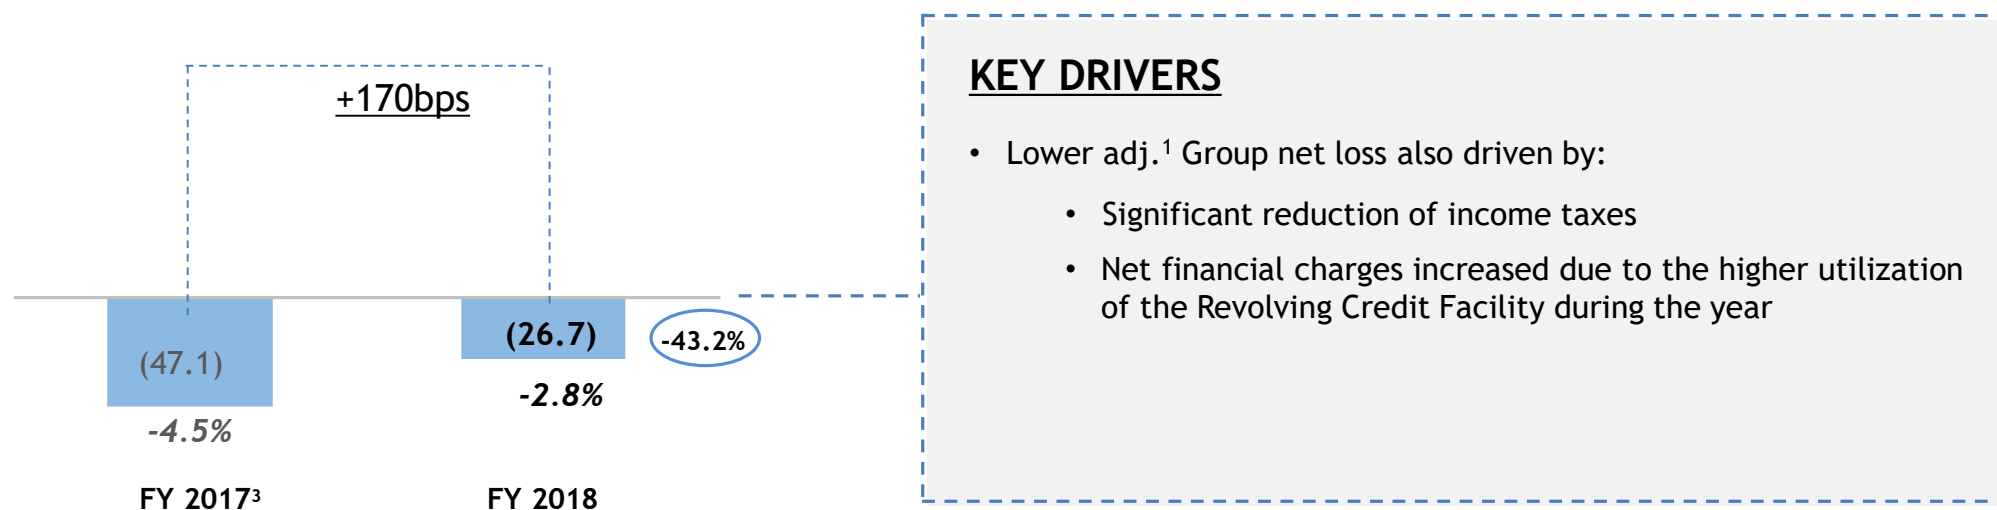 +170bps
(47.1)
(26.7)
-43.2%
-4.5%
-2.8%
FY 2017³
FY 2018
KEY DRIVERS
• Lower adj.¹ Group net loss also driven by:
• Significant reduction of income taxes
• Net financial charges increased due to the higher utilization
of the Revolving Credit Facility during the year